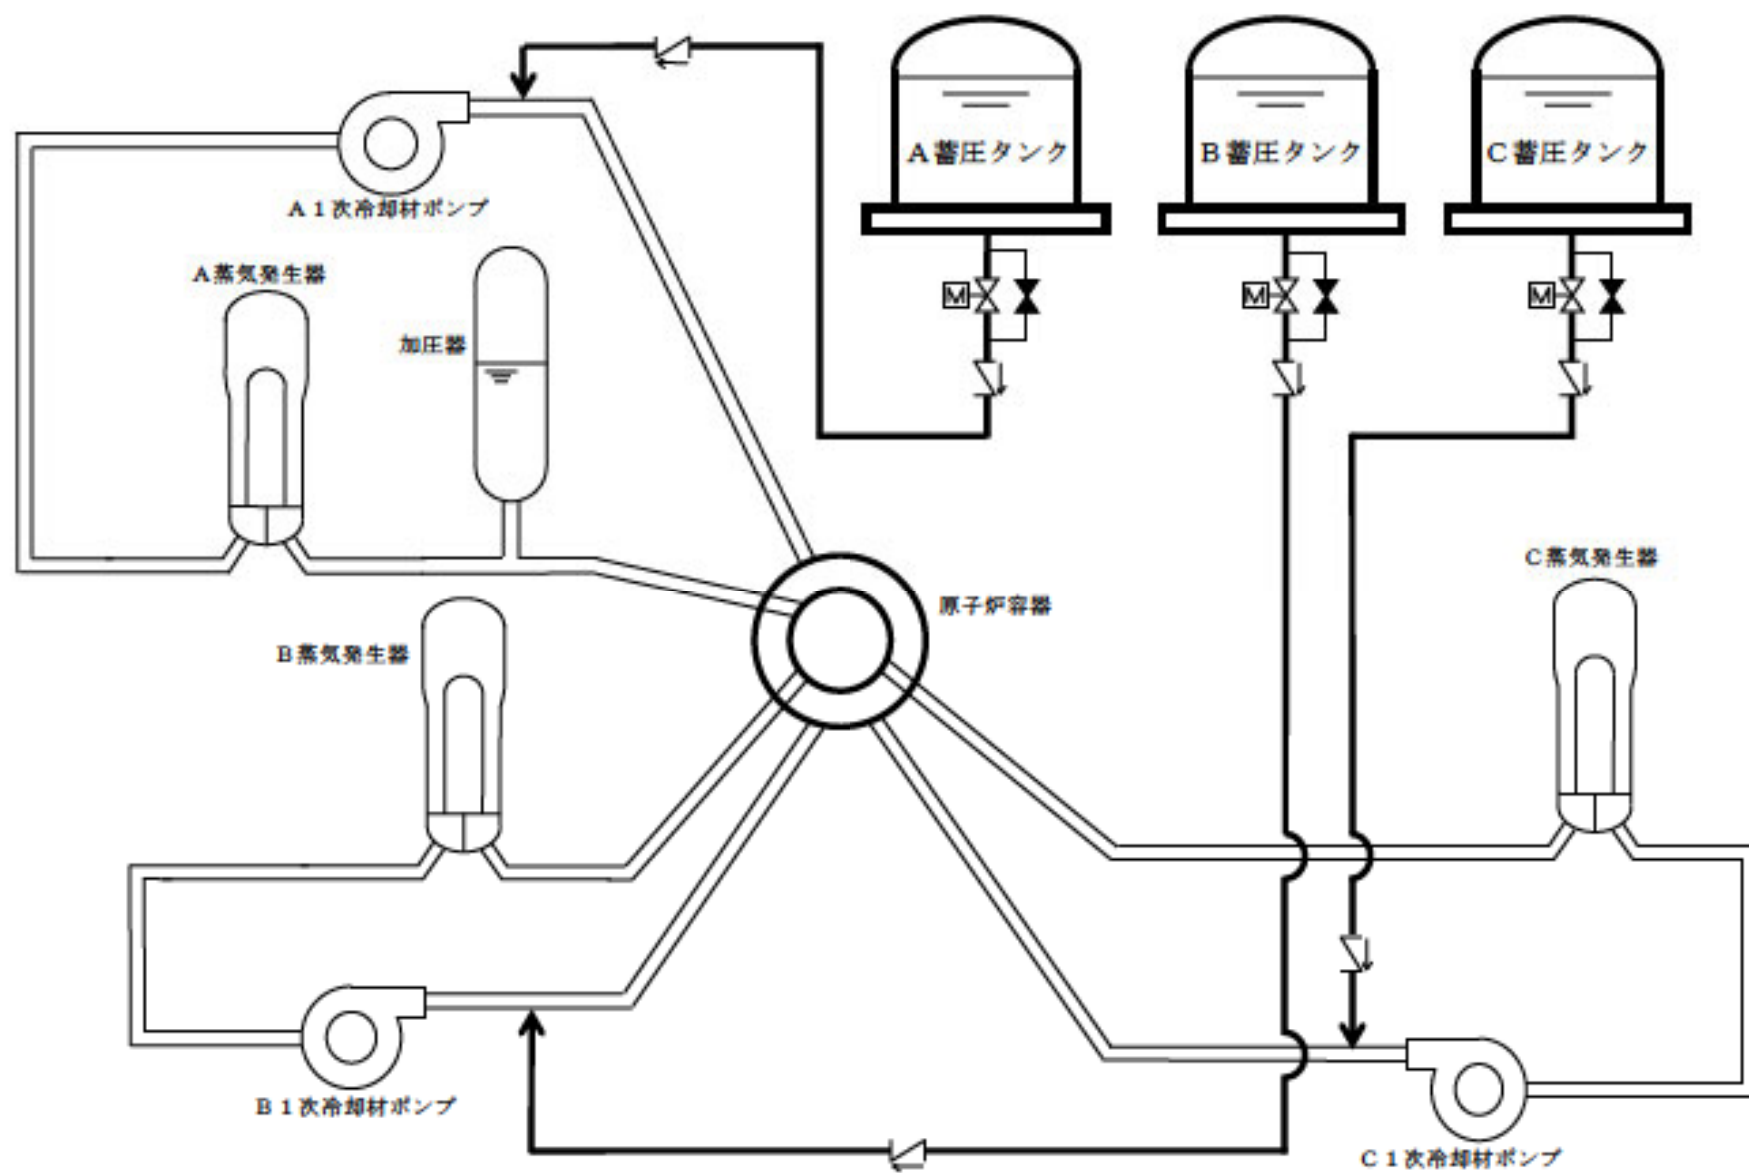 A蓄圧タンク
B蓄圧タンク
C蓄圧タンク
A1次冷却材ポンプ
A蒸気発生器
M
M
M
加圧器
C蒸気発生器
原子炉容器
B蒸気発生器
B1次冷却材ポンプ
C1次冷却材ポンプ